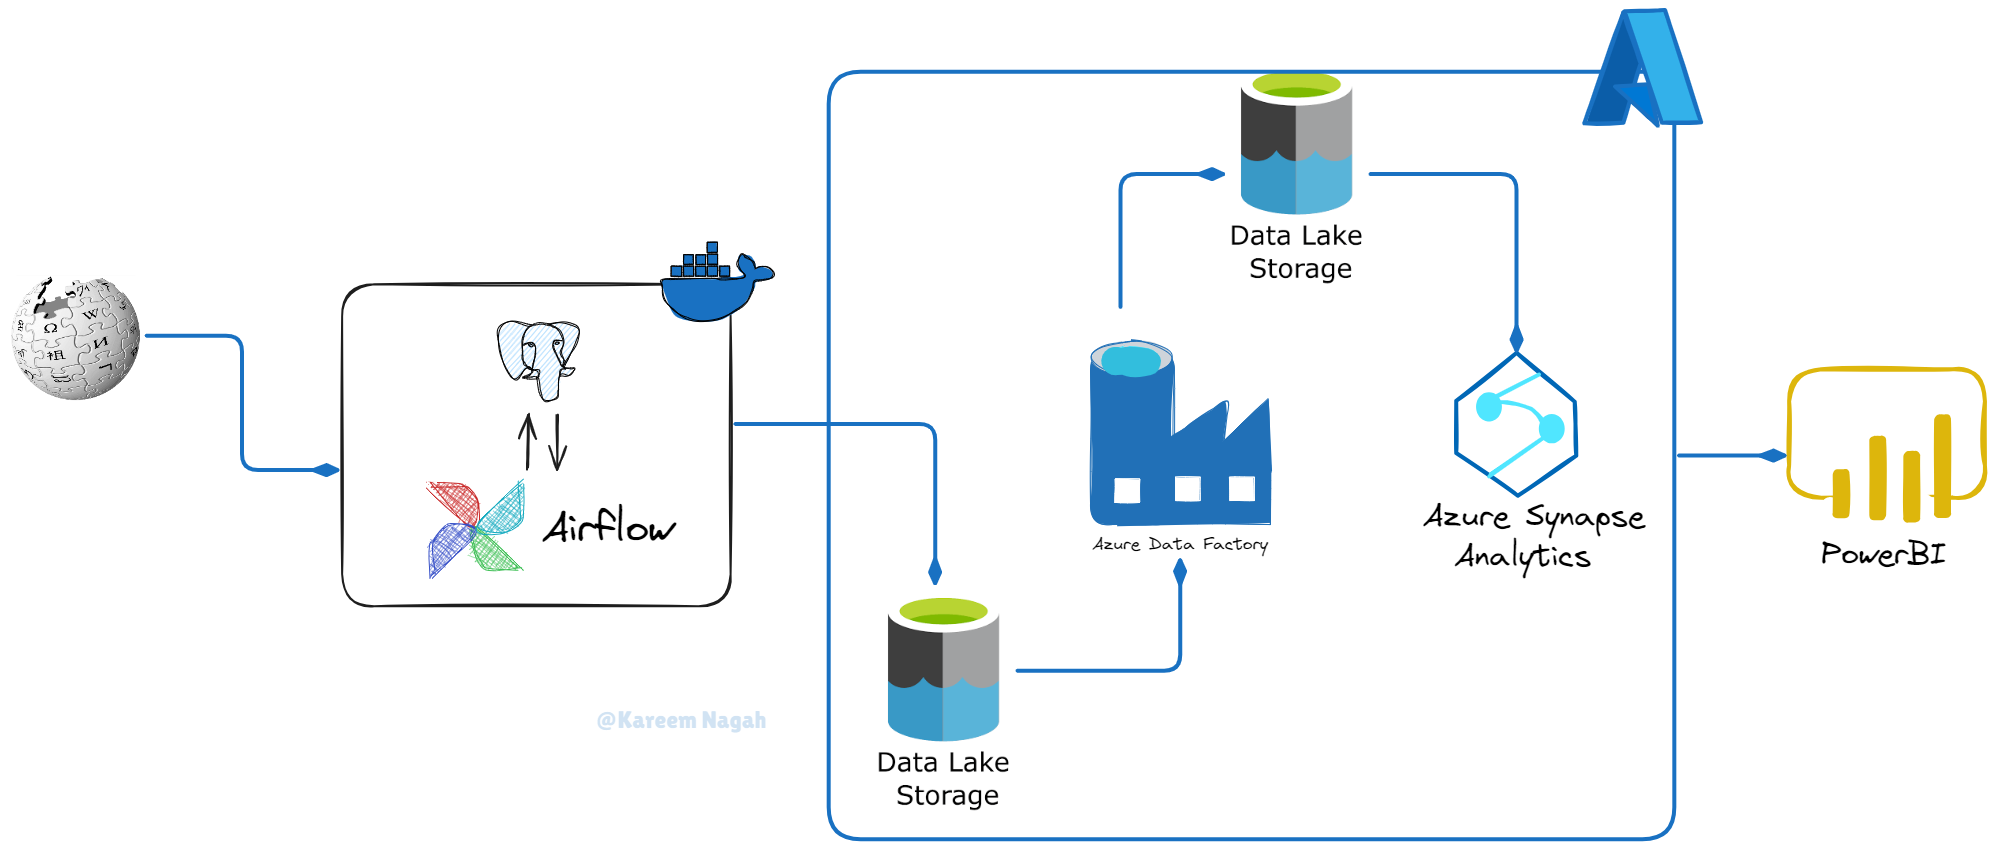 Data Lake
Storage
Airflow
Azure Data Factory
Azure Synapse
Analytics
PowerBI
@Kareem Nagah
Data Lake
Storage